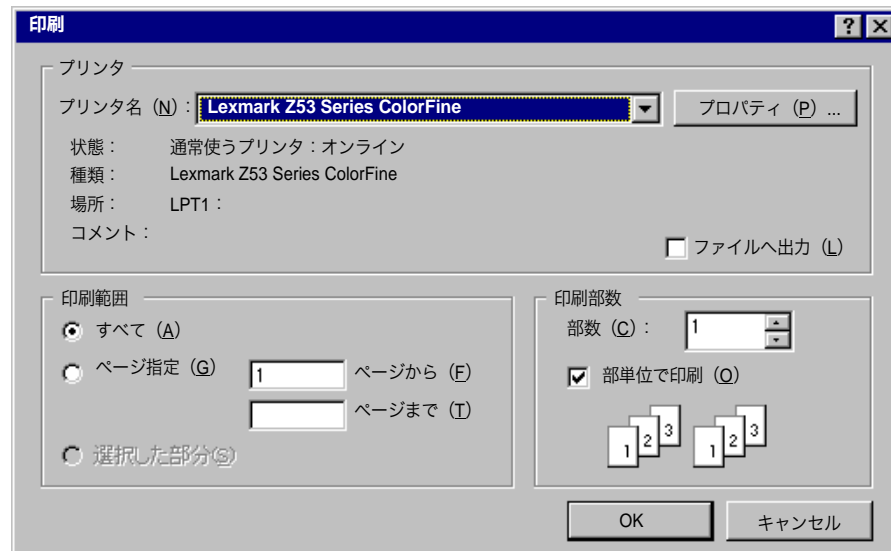 印刷
プリンタ
プリンタ名（N）: Lexmark Z53 Series ColorFine プロパティ（P）...
状態： 通常使うプリンタ：オンライン
種類： Lexmark Z53 Series ColorFine
場所： LPT1：
コメント：
ファイルへ出力（L）
印刷範囲
すべて（A）
ページ指定（G） 1 ページから（F）
ページまで（T）
選択した部分(S)
印刷部数
部数（C）： 1
部単位で印刷（O）
1 2 3 1 2 3
OK キャンセル